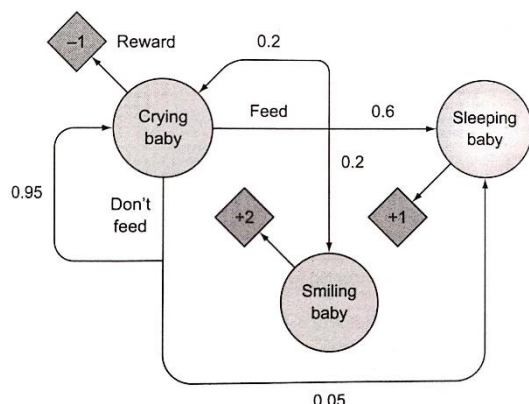 –1
Reward
0.2
Crying
baby
Feed
0.6
Sleeping
baby
0.95
Don't
feed
0.2
+2
+1
Smiling
baby
0.05